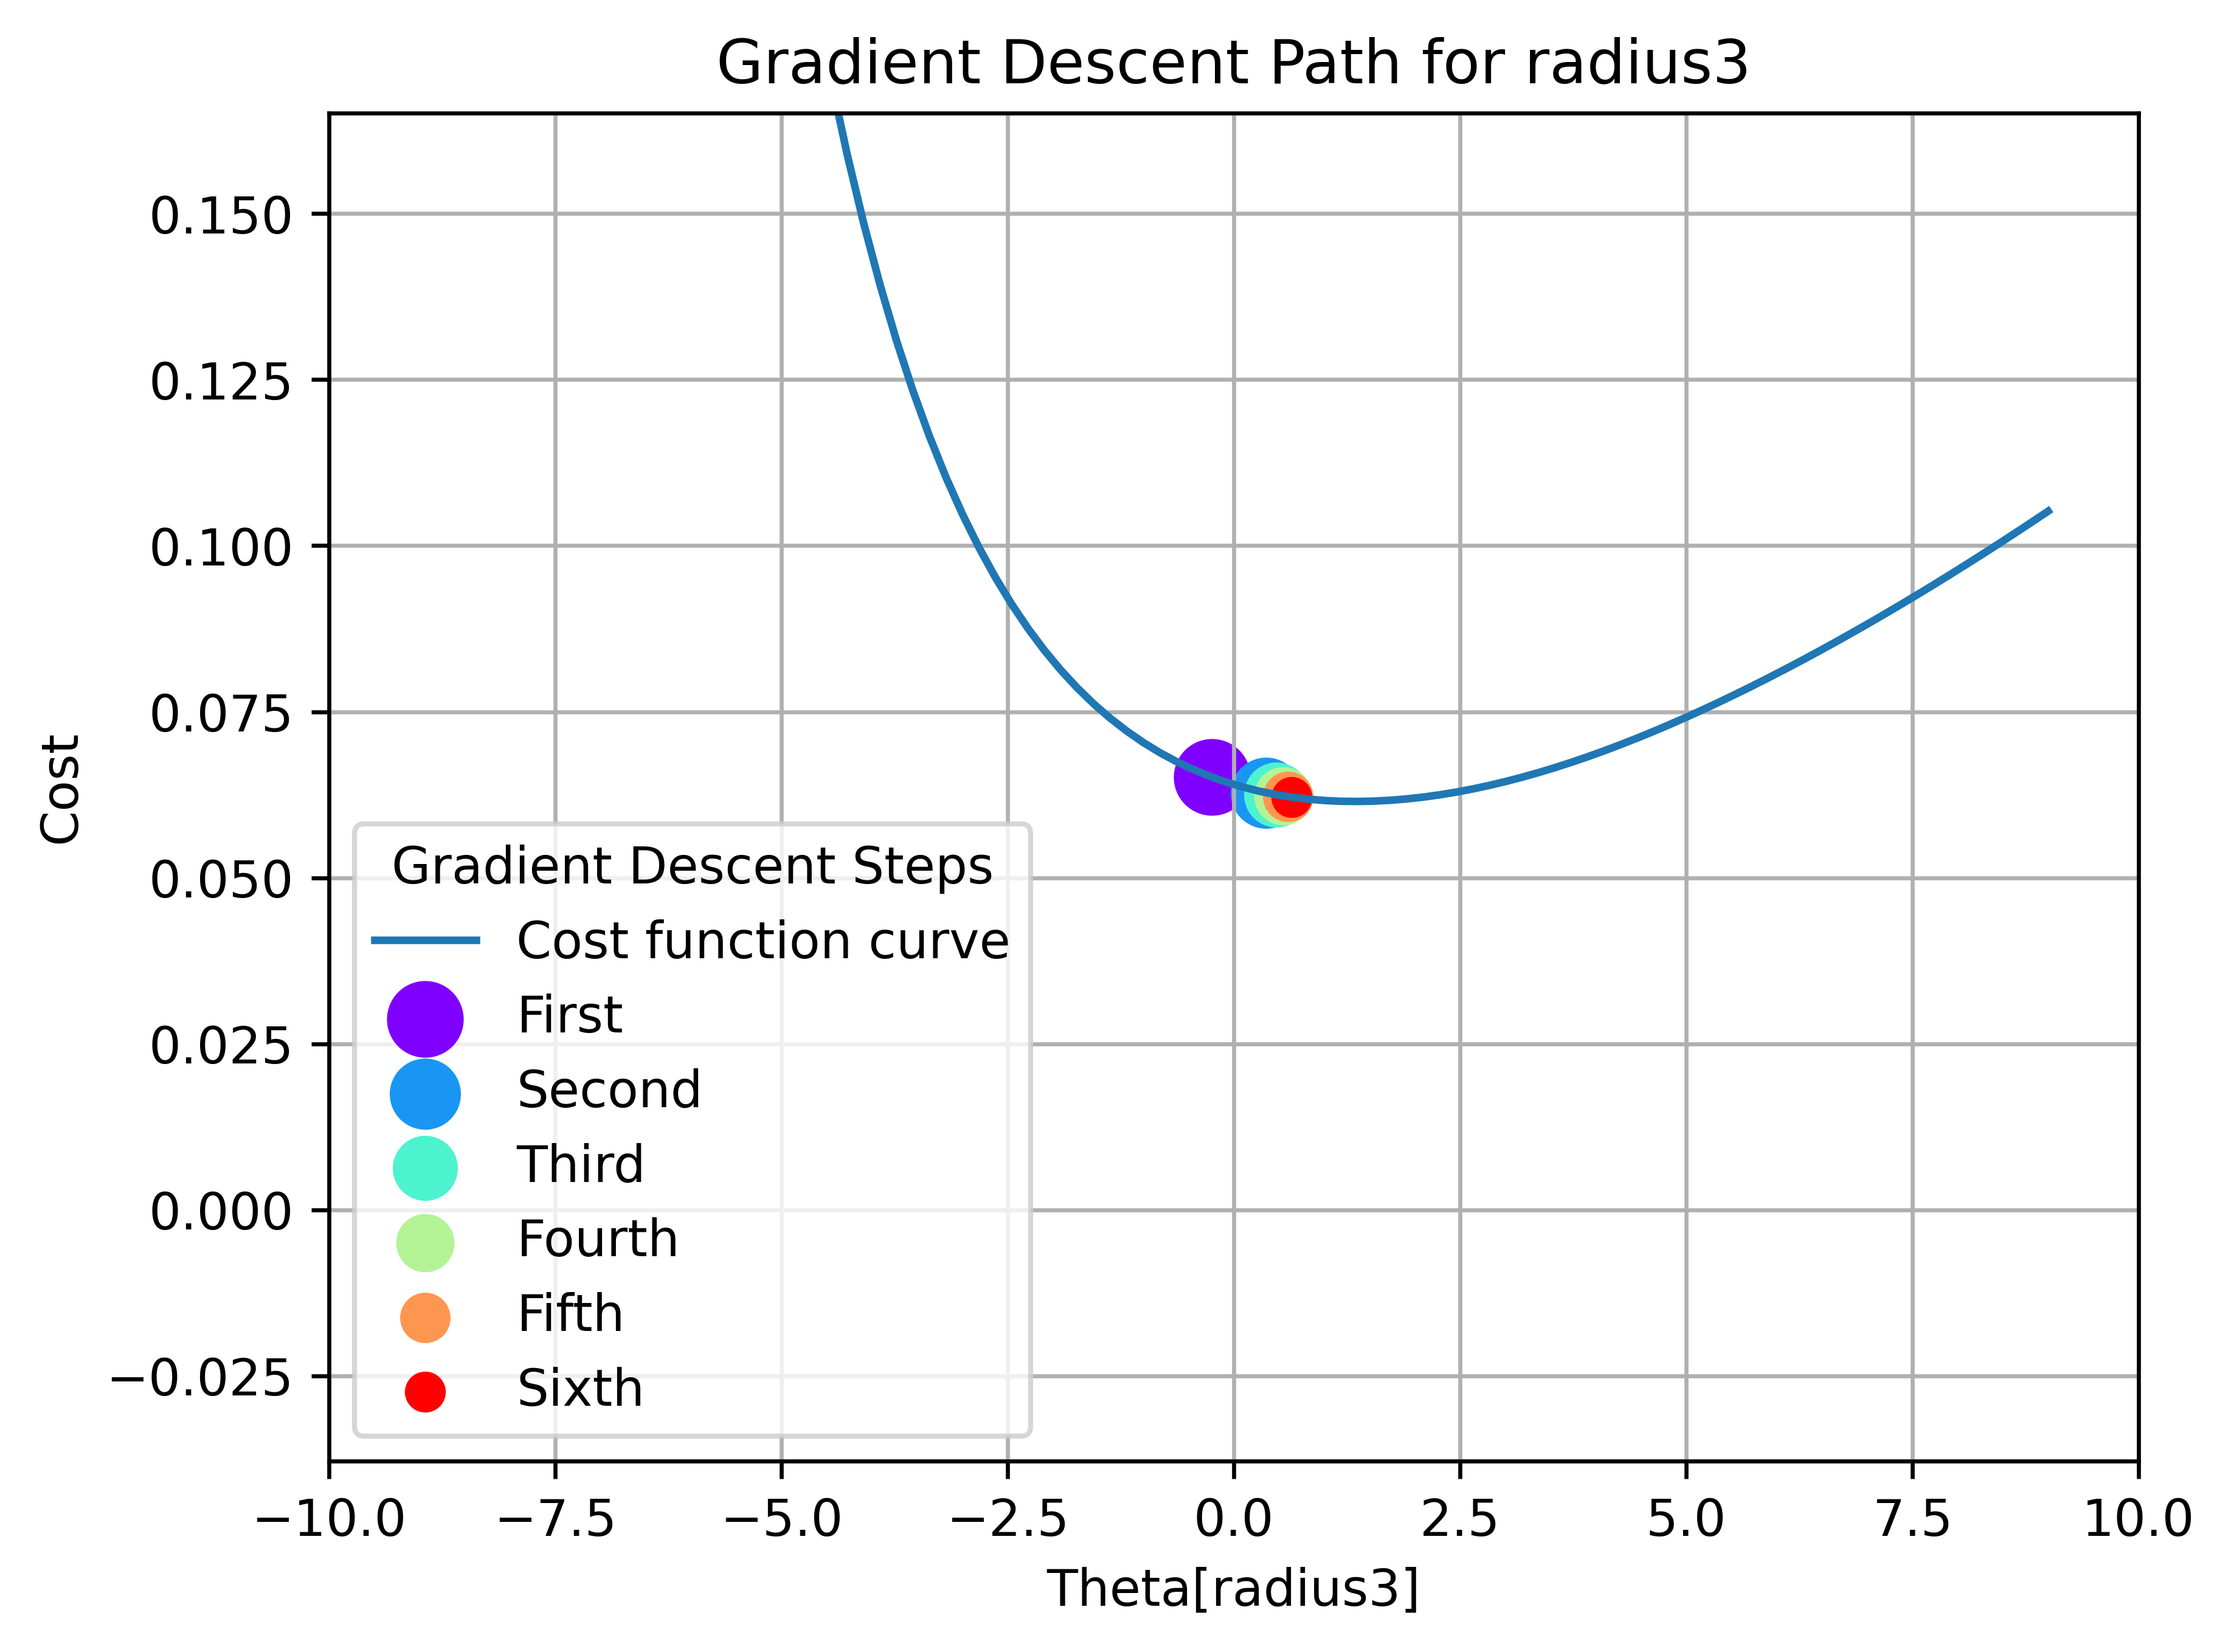 Gradient Descent Path for radius3
0.150
0.125
0.100
0.075
0.050
0.025
0.000
−0.025
Cost
Gradient Descent Steps
Cost function curve
First
Second
Third
Fourth
Fifth
Sixth
−10.0 −7.5 −5.0 −2.5 0.0 2.5 5.0 7.5 10.0
Theta[radius3]